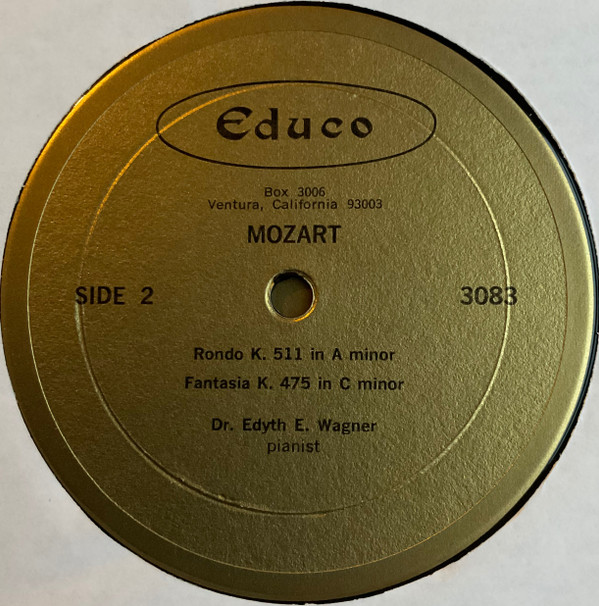 Educo
Box 3006
Ventura, California 93003
MOZART
SIDE 2
3083
Rondo K. 511 in A minor
Fantasia K. 475 in C minor
Dr. Edyth E. Wagner
pianist